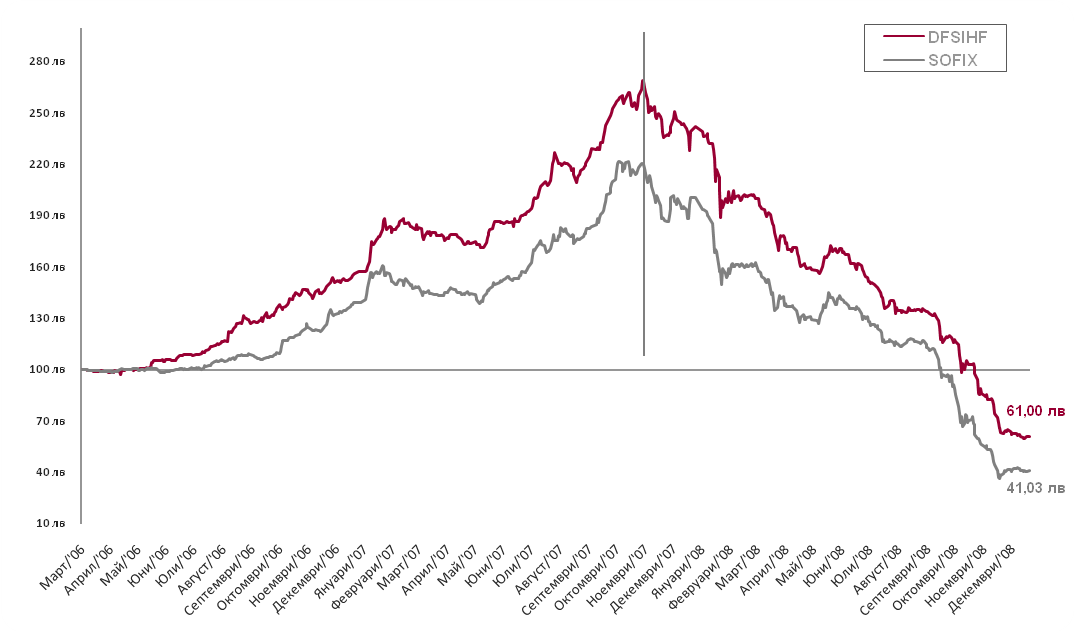 DFSIHF
SOFIX
280 лв
250 лв
220 лв
190 лв
160 лв
130 лв
100 лв
70 лв
40 лв
10 лв
61,00 лв
41,03 лв
Март/'06
Април/'06
Май/'06
Юни/'06
Юли/'06
Август/'06
Септември/'06
Октомври/'06
Ноември/'06
Декември/'06
Януари/'07
Февруари/'07
Март/'07
Април/'07
Май/'07
Юни/'07
Юли/'07
Август/'07
Септември/'07
Октомври/'07
Ноември/'07
Декември/'07
Януари/'08
Февруари/'08
Март/'08
Април/'08
Май/'08
Юни/'08
Юли/'08
Август/'08
Септември/'08
Октомври/'08
Ноември/'08
Декември/'08